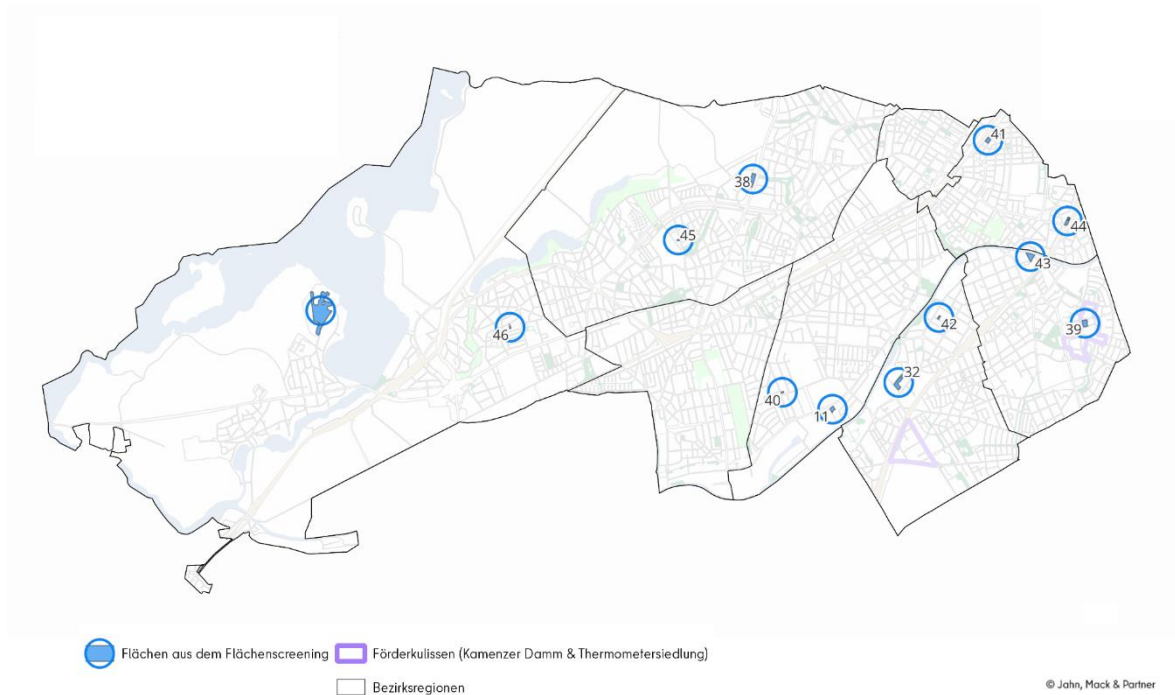 41
38
44
45
43
46
42
39
32
40
11
Flächen aus dem Flächenscreening
Förderkulissen (Kamenzer Damm & Thermometersiedlung)
Bezirksregionen
© Jahn, Mack & Partner